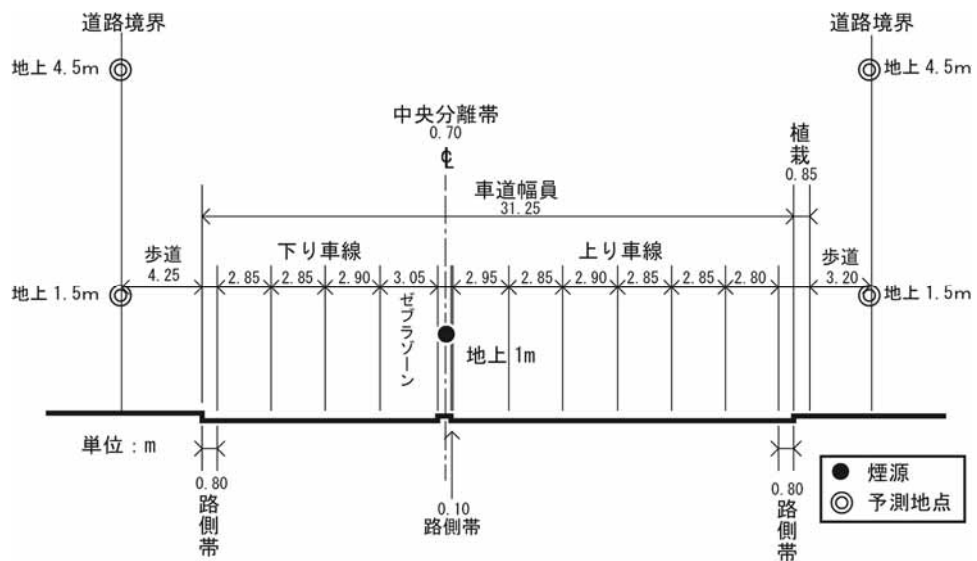 道路境界
道路境界
地上 4.5m
地上 4.5m
中央分離帯
0.70
℄
植栽
0.85
車道幅員
31.25
歩道
4.25
下り車線
上り車線
歩道
3.20
2.85 2.85 2.90 3.05 2.95 2.85 2.90 2.85 2.85 2.80
地上 1.5m
地上 1.5m
ゼブラゾーン
地上 1m
単位：m
0.80
路側帯
0.10
路側帯
0.80
路側帯
煙源
予測地点